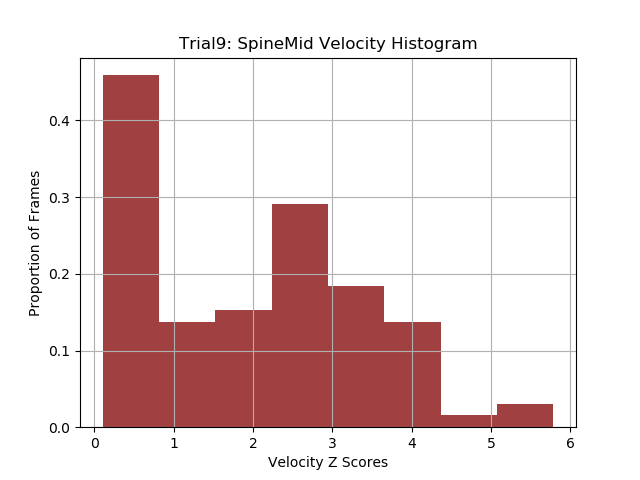 Trial9: SpineMid Velocity Histogram
Proportion of Frames
0.4
0.3
0.2
0.1
0.0
0 1 2 3 4 5 6
Velocity Z Scores